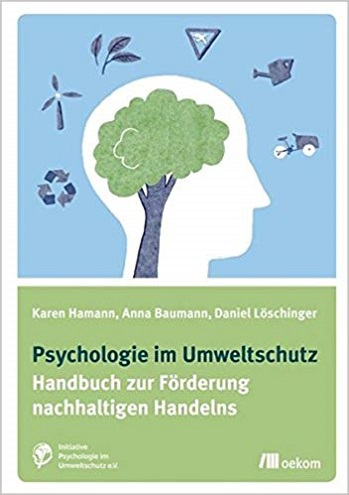 Karen Hamann, Anna Baumann, Daniel Löschinger
Psychologie im Umweltschutz
Handbuch zur Förderung
nachhaltigen Handelns
Initiative
Psychologie im
Umweltschutz e.V.
oekom